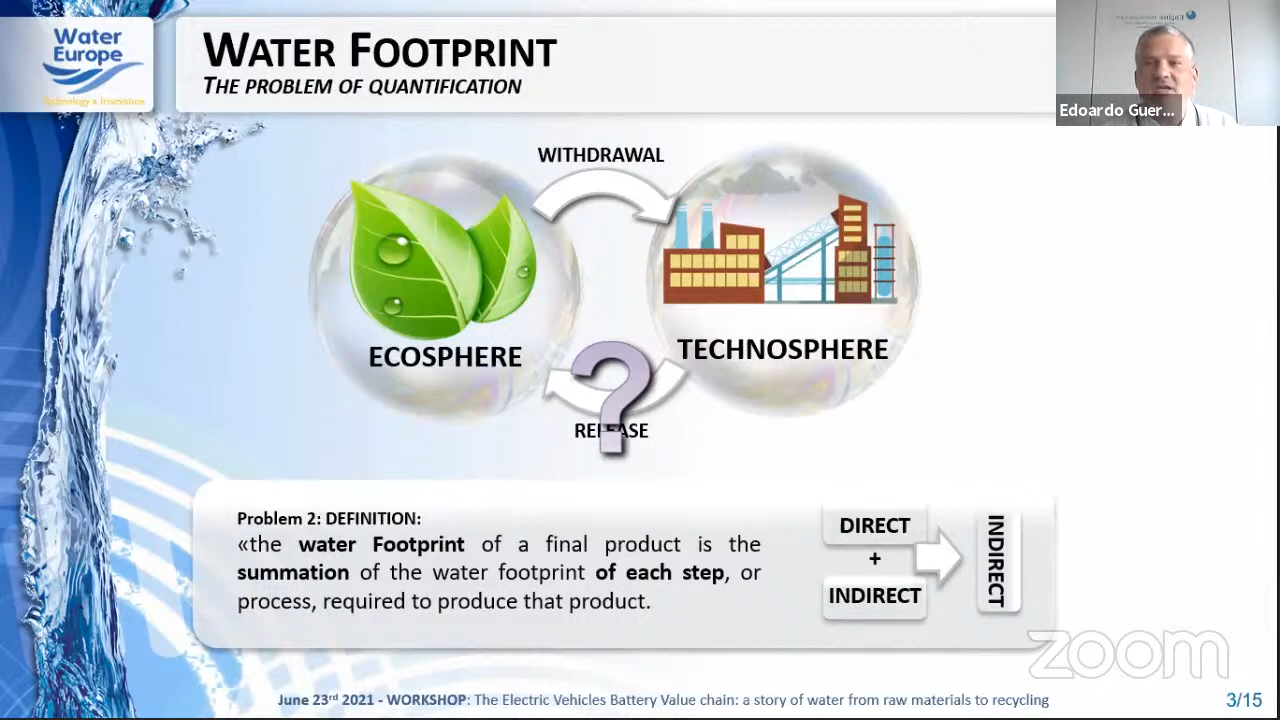 Water Europe
Technology & Innovation
WATER FOOTPRINT
THE PROBLEM OF QUANTIFICATION
Edoardo Guer...
WITHDRAWAL
ECOSPHERE
TECHNOSPHERE
?
RELEASE
Problem 2: DEFINITION:
«the water Footprint of a final product is the
summation of the water footprint of each step, or
process, required to produce that product.
DIRECT
+
INDIRECT
INDIRECT
zoom
June 23rd 2021 - WORKSHOP: The Electric Vehicles Battery Value chain: a story of water from raw materials to recycling
3/15